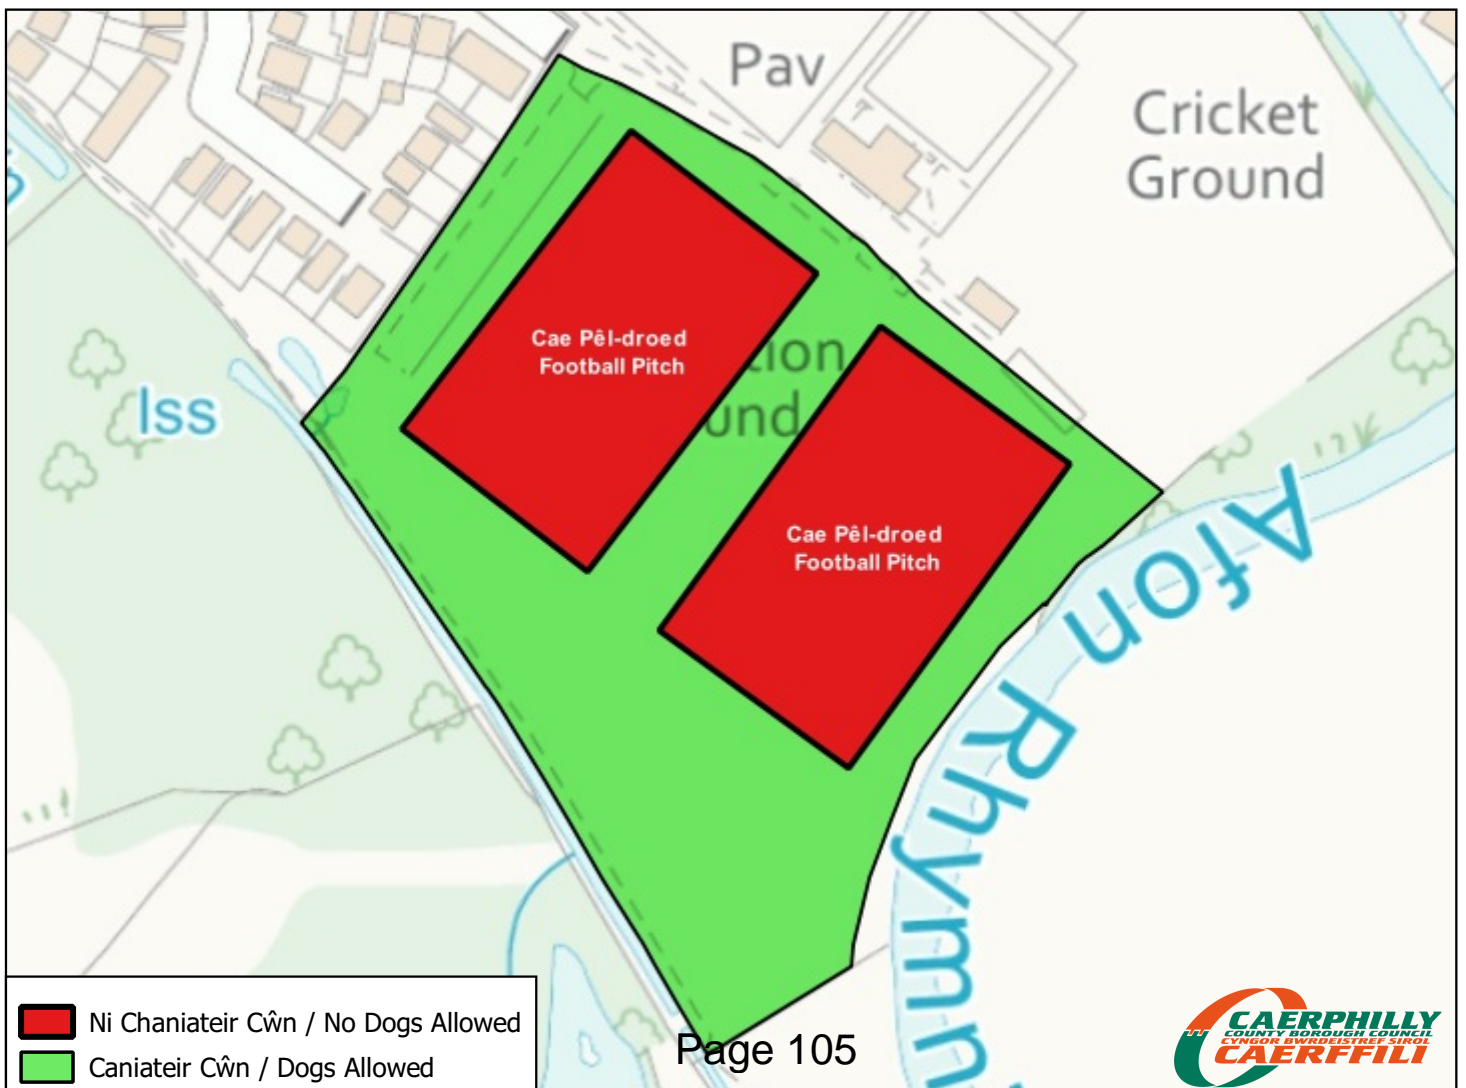 Pav
Cricket
Ground
Cae Pêl-droed
Football Pitch
Iss
Cae Pêl-droed
Football Pitch
Afon
Ni Chaniateir Cŵn / No Dogs Allowed
Caniateir Cŵn / Dogs Allowed
Page 105
CAERPHILLY
COUNTY BOROUGH COUNCIL
CYNGOR BWRDEISTREF SIROL
CAERFFILI